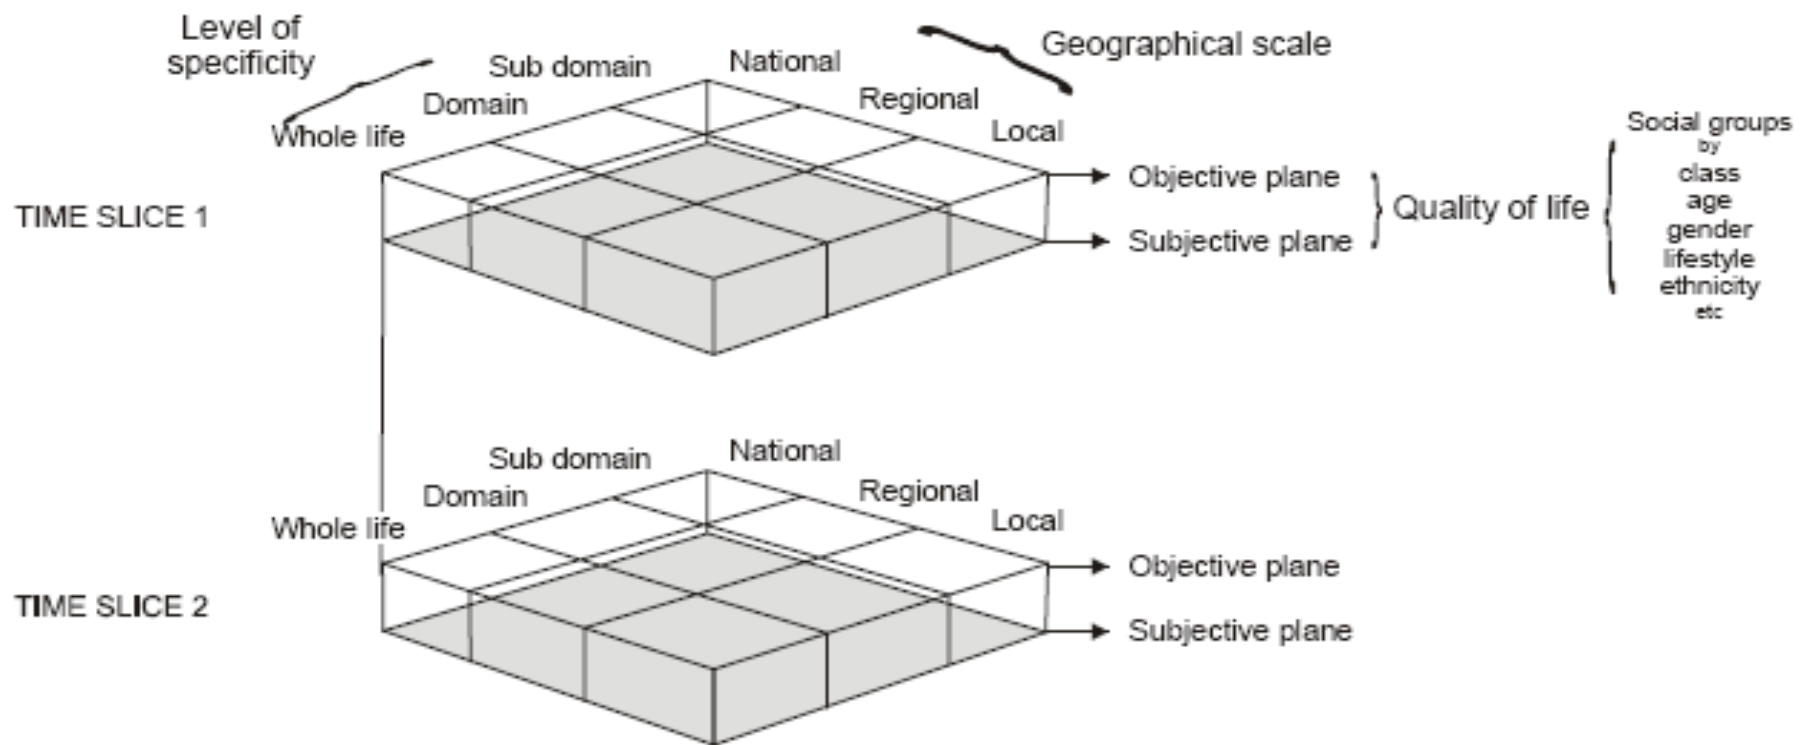 Level of
specificity
Geographical scale
Sub domain
National
Domain
Regional
Whole life
Local
TIME SLICE 1
Objective plane
Subjective plane
Quality of life
Social groups
by
class
age
gender
lifestyle
ethnicity
etc
Sub domain
National
Domain
Regional
Whole life
Local
TIME SLICE 2
Objective plane
Subjective plane